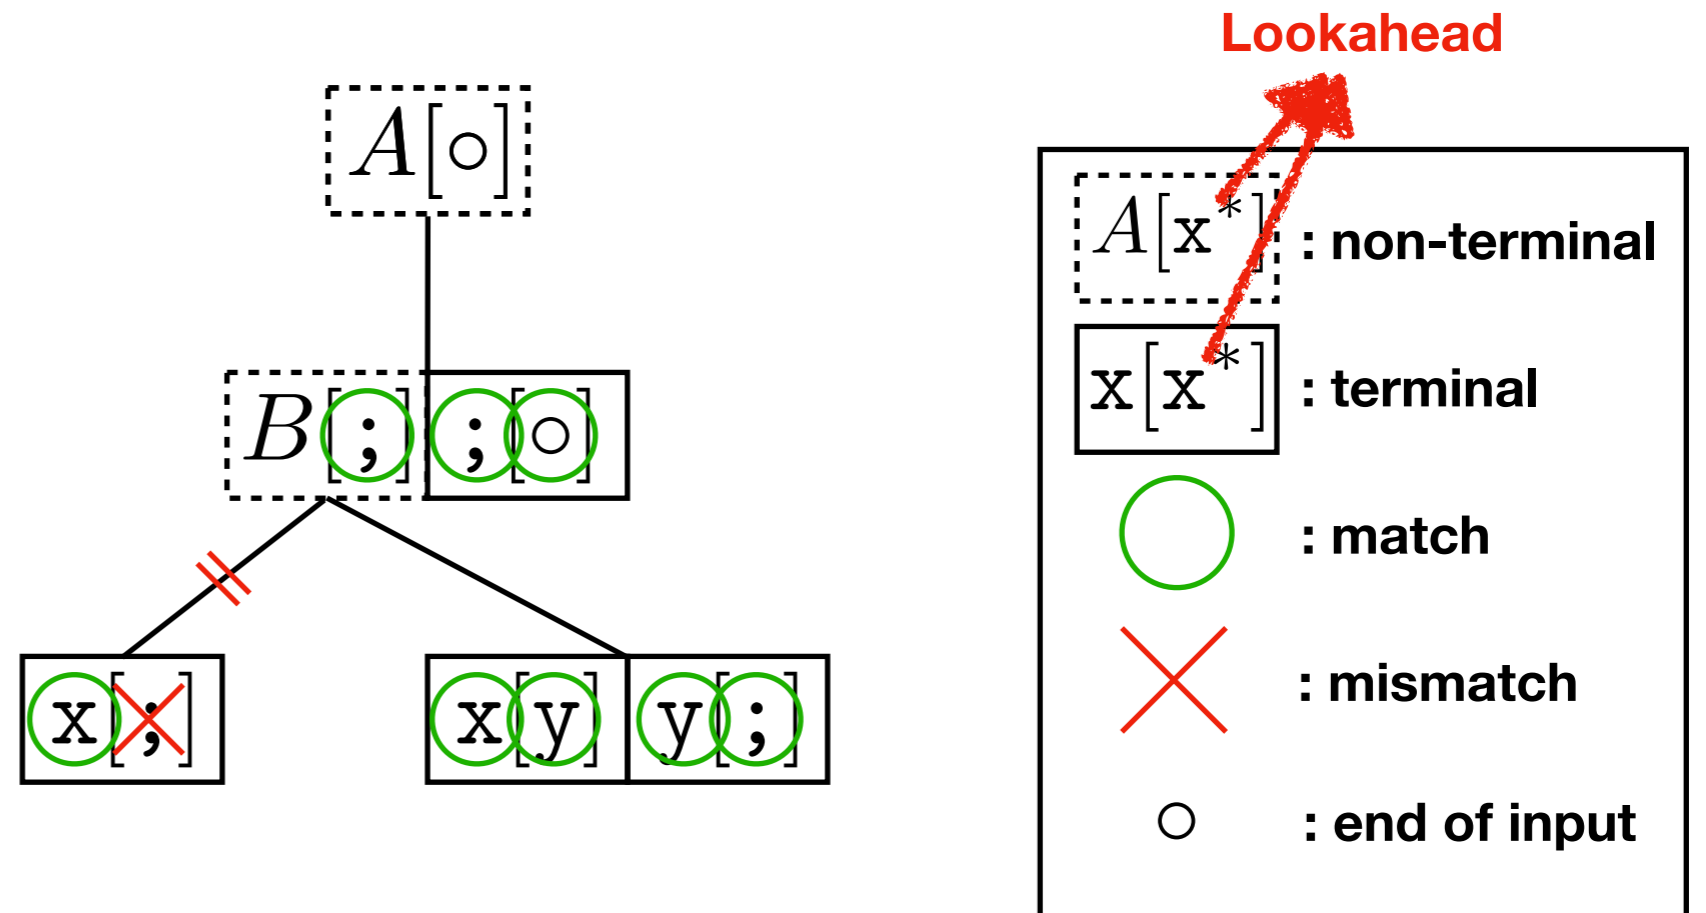 Lookahead
A[○]
B[;] ;[○]
x[;] x[y] y[;]
A[x*] : non-terminal
x[x*] : terminal
: match
: mismatch
○ : end of input